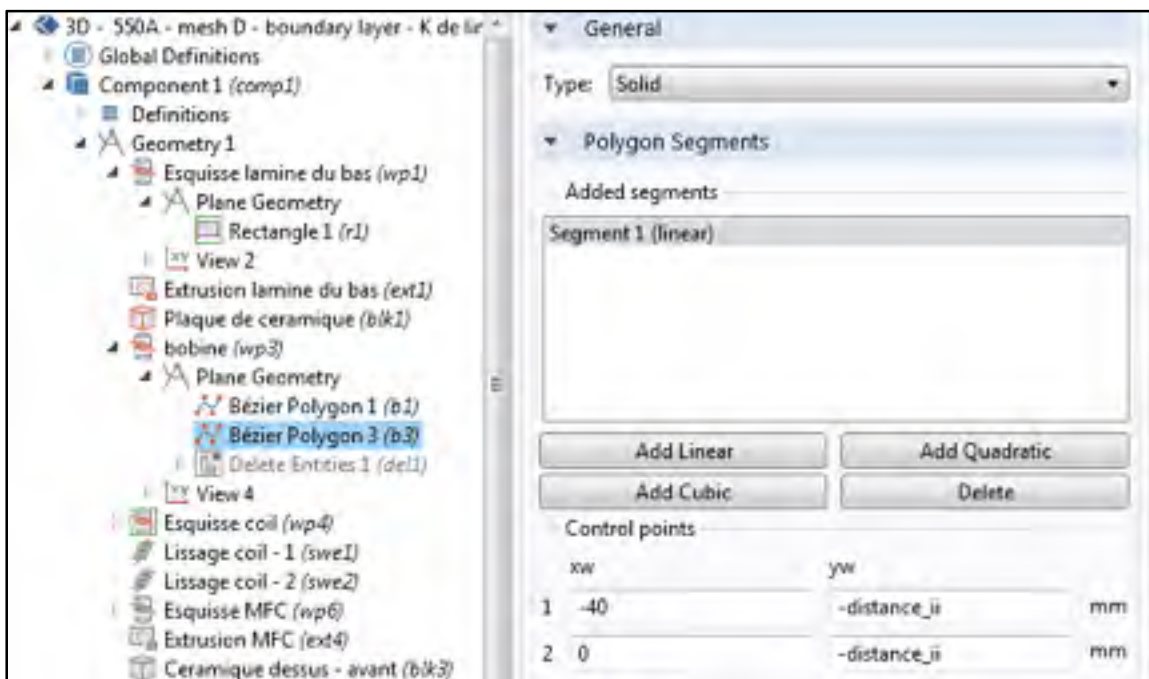 3D - 550A - mesh D - boundary layer - K de lir
Global Definitions
Component 1 (comp1)
Definitions
Geometry 1
Esquisse lamine du bas (wp1)
Plane Geometry
Rectangle 1 (r1)
View 2
Extrusion lamine du bas (ext1)
Plaque de ceramique (blk1)
bobine (wp3)
Plane Geometry
Bézier Polygon 1 (b1)
Bézier Polygon 3 (b3)
Delete Entities 1 (del1)
View 4
Esquisse coil (wp4)
Lissage coil - 1 (swe1)
Lissage coil - 2 (swe2)
Esquisse MFC (wp6)
Extrusion MFC (ext4)
Ceramique dessus - avant (blk3)
General
Type: Solid
Polygon Segments
Added segments
Segment 1 (linear)
Add Linear Add Quadratic
Add Cubic Delete
Control points
xw yw
1 -40 -distance_ii mm
2 0 -distance_ii mm